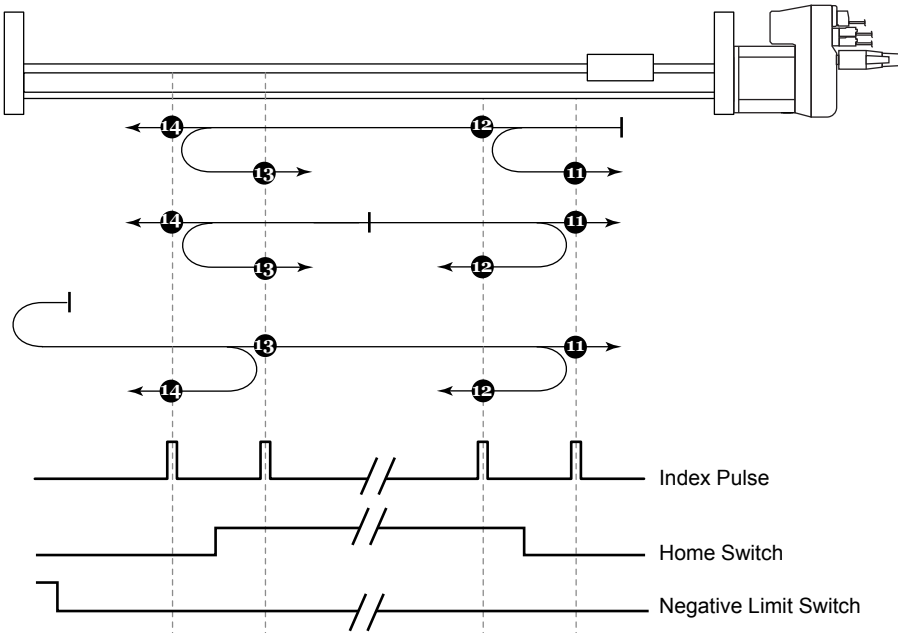 14 12
13 11
14 11
13 12
13 11
14 12
Index Pulse
Home Switch
Negative Limit Switch